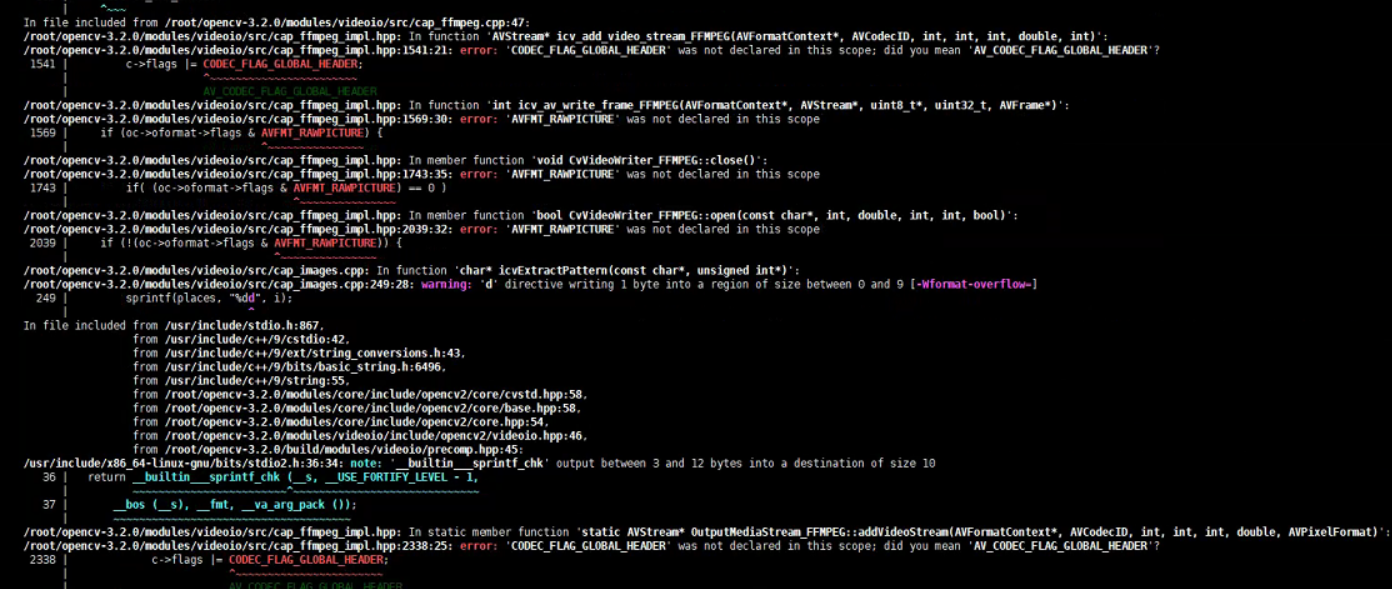 In file included from /root/opencv-3.2.0/modules/videoio/src/cap_ffmpeg.cpp:47:
/root/opencv-3.2.0/modules/videoio/src/cap_ffmpeg_impl.hpp: In function 'AVStream* icv_add_video_stream_FFMPEG(AVFormatContext*, AVCodecID, int, int, int, double, int)':
/root/opencv-3.2.0/modules/videoio/src/cap_ffmpeg_impl.hpp:1541:21: error: 'CODEC_FLAG_GLOBAL_HEADER' was not declared in this scope; did you mean 'AV_CODEC_FLAG_GLOBAL_HEADER'?
1541 | c->flags |= CODEC_FLAG_GLOBAL_HEADER;
| ^~~~~~~~~~~~~~~~~~~~~~~~
| AV_CODEC_FLAG_GLOBAL_HEADER
/root/opencv-3.2.0/modules/videoio/src/cap_ffmpeg_impl.hpp: In function 'int icv_av_write_frame_FFMPEG(AVFormatContext*, AVStream*, uint8_t*, uint32_t, AVFrame*)':
/root/opencv-3.2.0/modules/videoio/src/cap_ffmpeg_impl.hpp:1569:30: error: 'AVFMT_RAWPICTURE' was not declared in this scope
1569 | if (oc->oformat->flags & AVFMT_RAWPICTURE) {
| ^~~~~~~~~~~~~~~~
/root/opencv-3.2.0/modules/videoio/src/cap_ffmpeg_impl.hpp: In member function 'void CvVideoWriter_FFMPEG::close()':
/root/opencv-3.2.0/modules/videoio/src/cap_ffmpeg_impl.hpp:1743:35: error: 'AVFMT_RAWPICTURE' was not declared in this scope
1743 | if( (oc->oformat->flags & AVFMT_RAWPICTURE) == 0 )
| ^~~~~~~~~~~~~~~~
/root/opencv-3.2.0/modules/videoio/src/cap_ffmpeg_impl.hpp: In member function 'bool CvVideoWriter_FFMPEG::open(const char*, int, double, int, int, bool)':
/root/opencv-3.2.0/modules/videoio/src/cap_ffmpeg_impl.hpp:2039:32: error: 'AVFMT_RAWPICTURE' was not declared in this scope
2039 | if (!(oc->oformat->flags & AVFMT_RAWPICTURE)) {
| ^~~~~~~~~~~~~~~~
/root/opencv-3.2.0/modules/videoio/src/cap_images.cpp: In function 'char* icvExtractPattern(const char*, unsigned int*)':
/root/opencv-3.2.0/modules/videoio/src/cap_images.cpp:249:28: warning: 'd' directive writing 1 byte into a region of size between 0 and 9 [-Wformat-overflow=]
249 | sprintf(places, "%dd", i);
| ^
In file included from /usr/include/stdio.h:867,
from /usr/include/c++/9/cstdio:42,
from /usr/include/c++/9/ext/string_conversions.h:43,
from /usr/include/c++/9/bits/basic_string.h:6496,
from /usr/include/c++/9/string:55,
from /root/opencv-3.2.0/modules/core/include/opencv2/core/cvstd.hpp:58,
from /root/opencv-3.2.0/modules/core/include/opencv2/core/base.hpp:58,
from /root/opencv-3.2.0/modules/core/include/opencv2/core.hpp:54,
from /root/opencv-3.2.0/modules/videoio/include/opencv2/videoio.hpp:46,
from /root/opencv-3.2.0/build/modules/videoio/precomp.hpp:45:
/usr/include/x86_64-linux-gnu/bits/stdio2.h:36:34: note: '__builtin___sprintf_chk' output between 3 and 12 bytes into a destination of size 10
36 | return __builtin___sprintf_chk (__s, __USE_FORTIFY_LEVEL - 1,
| ~~~~~~~~~~~~~~~~~~~~~~~~^~~~~~~~~~~~~~~~~~~~~~~~~~~~~
37 | __bos (__s), __fmt, __va_arg_pack ());
| ~~~~~~~~~~~~~~~~~~~~~~~~~~~~~~~~~~~~~
/root/opencv-3.2.0/modules/videoio/src/cap_ffmpeg_impl.hpp: In static member function 'static AVStream* OutputMediaStream_FFMPEG::addVideoStream(AVFormatContext*, AVCodecID, int, int, int, double, AVPixelFormat)':
/root/opencv-3.2.0/modules/videoio/src/cap_ffmpeg_impl.hpp:2338:25: error: 'CODEC_FLAG_GLOBAL_HEADER' was not declared in this scope; did you mean 'AV_CODEC_FLAG_GLOBAL_HEADER'?
2338 | c->flags |= CODEC_FLAG_GLOBAL_HEADER;
| ^~~~~~~~~~~~~~~~~~~~~~~~
AV_CODEC_FLAG_GLOBAL_HEADER